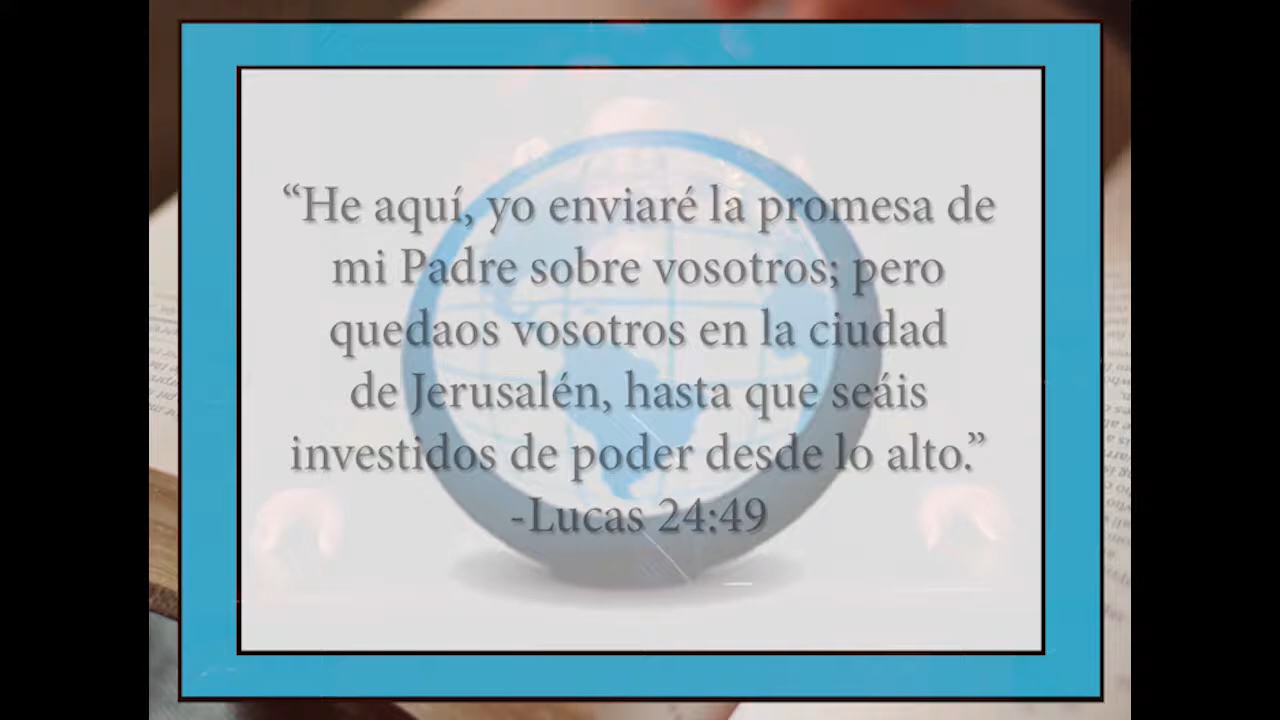 “He aquí, yo enviaré la promesa de
mi Padre sobre vosotros; pero
quedaos vosotros en la ciudad
de Jerusalén, hasta que seáis
investidos de poder desde lo alto.”
-Lucas 24:49